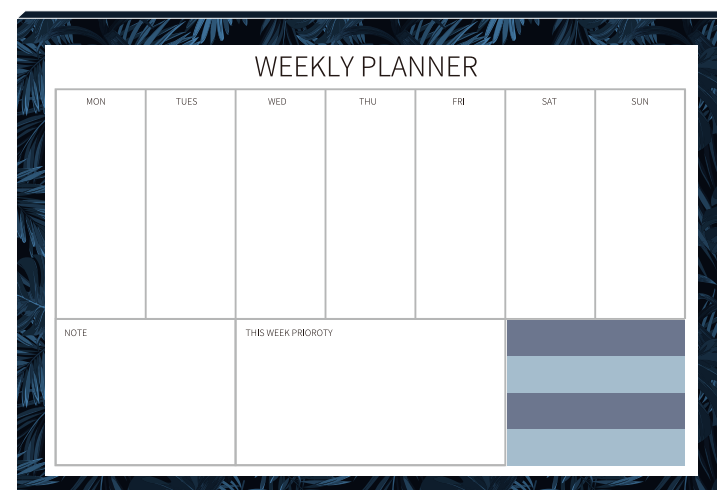 WEEKLY PLANNER
MON TUES WED THU FRI SAT SUN
NOTE
THIS WEEK PRIOROTY